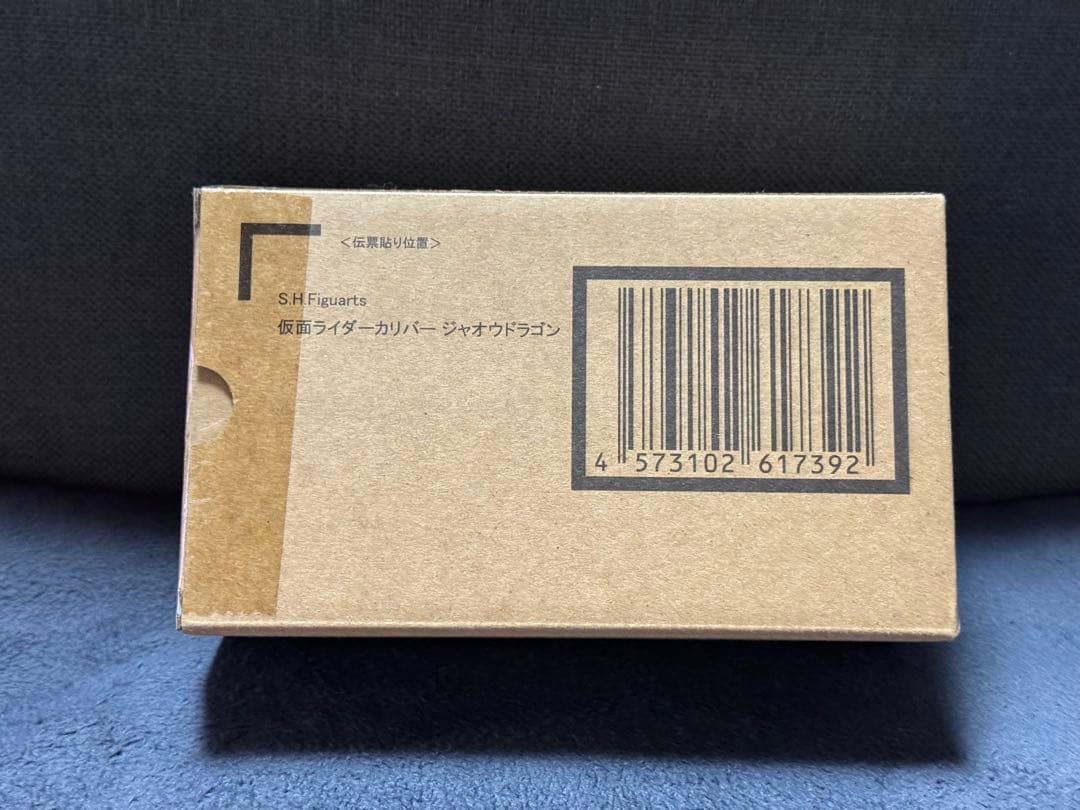 ＜伝票貼り位置＞
S.H.Figuarts
仮面ライダーカリバー ジャオウドラゴン
4 573102 617392